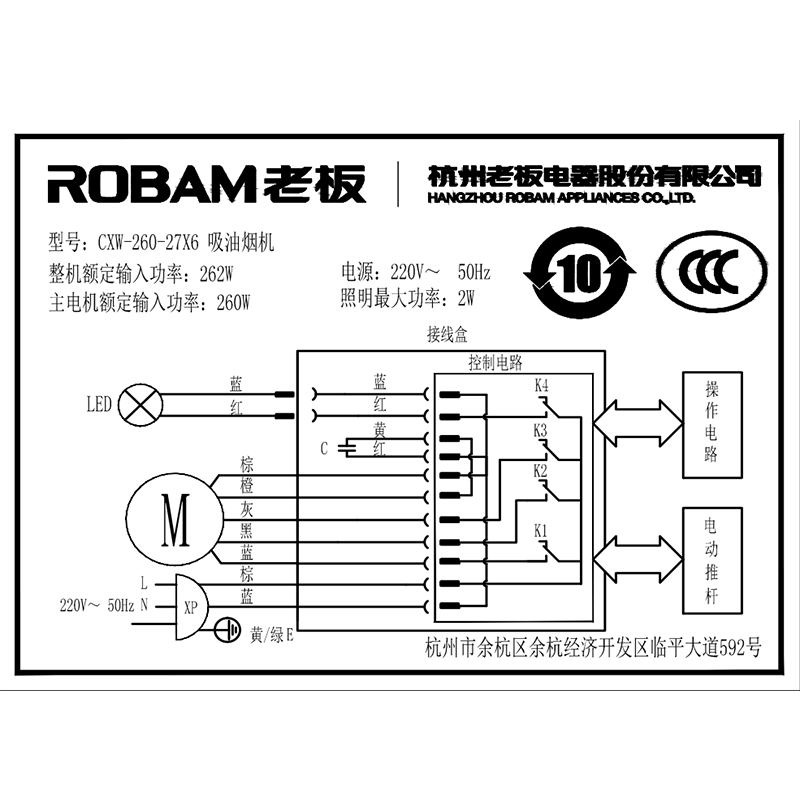 ROBAM老板
杭州老板电器股份有限公司
HANGZHOU ROBAM APPLIANCES CO.,LTD.
型号：CXW-260-27X6 吸油烟机
整机额定输入功率：262W
电源：220V～ 50Hz
主电机额定输入功率：260W
照明最大功率：2W
10
CCC
接线盒
控制电路
LED
蓝
红
蓝
红
黄
红
C
K4
K3
K2
K1
操作电路
M
棕
橙
灰
黑
蓝
棕
蓝
电动推杆
L
220V～ 50Hz N
XP
黄/绿 E
杭州市余杭区余杭经济开发区临平大道592号